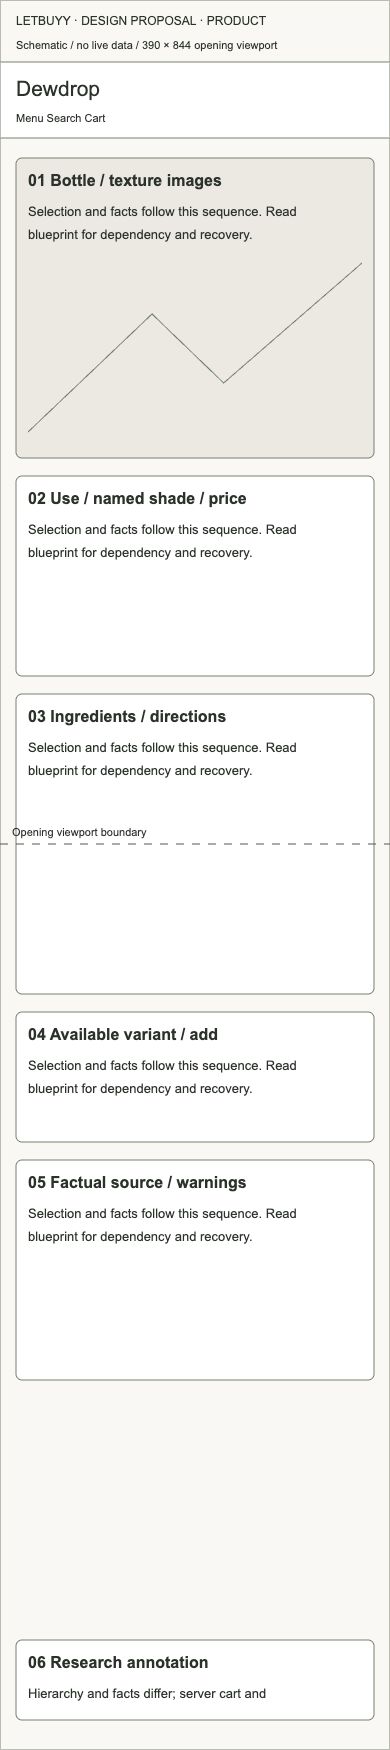 LETBUYY · DESIGN PROPOSAL · PRODUCT
Schematic / no live data / 390 × 844 opening viewport
Dewdrop
Menu Search Cart
01 Bottle / texture images
Selection and facts follow this sequence. Read
blueprint for dependency and recovery.
02 Use / named shade / price
Selection and facts follow this sequence. Read
blueprint for dependency and recovery.
03 Ingredients / directions
Selection and facts follow this sequence. Read
blueprint for dependency and recovery.
Opening viewport boundary
04 Available variant / add
Selection and facts follow this sequence. Read
blueprint for dependency and recovery.
05 Factual source / warnings
Selection and facts follow this sequence. Read
blueprint for dependency and recovery.
06 Research annotation
Hierarchy and facts differ; server cart and